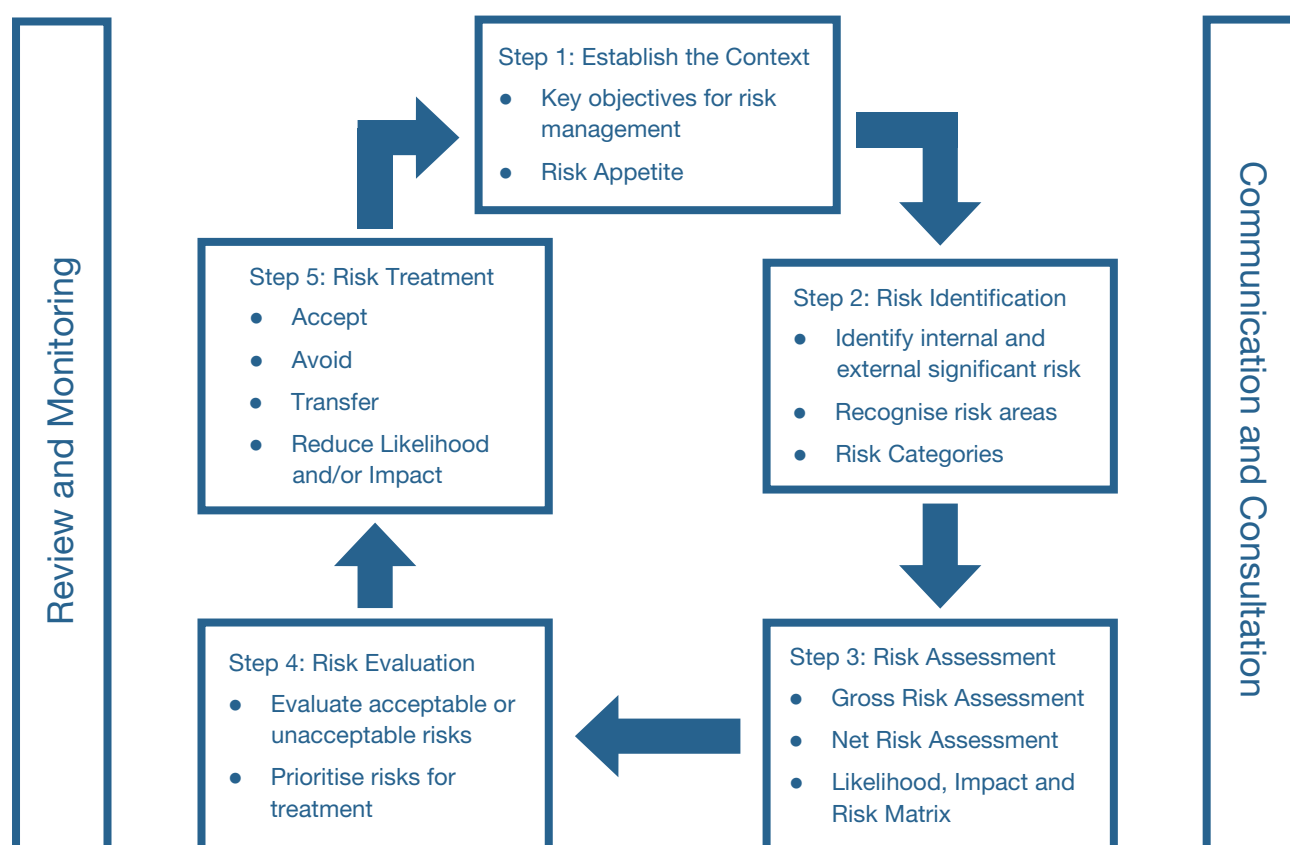 Review and Monitoring
Step 1: Establish the Context
● Key objectives for risk
management
● Risk Appetite
Step 2: Risk Identification
● Identify internal and
external significant risk
● Recognise risk areas
● Risk Categories
Step 3: Risk Assessment
● Gross Risk Assessment
● Net Risk Assessment
● Likelihood, Impact and
Risk Matrix
Step 4: Risk Evaluation
● Evaluate acceptable or
unacceptable risks
● Prioritise risks for
treatment
Step 5: Risk Treatment
● Accept
● Avoid
● Transfer
● Reduce Likelihood
and/or Impact
Communication and Consultation